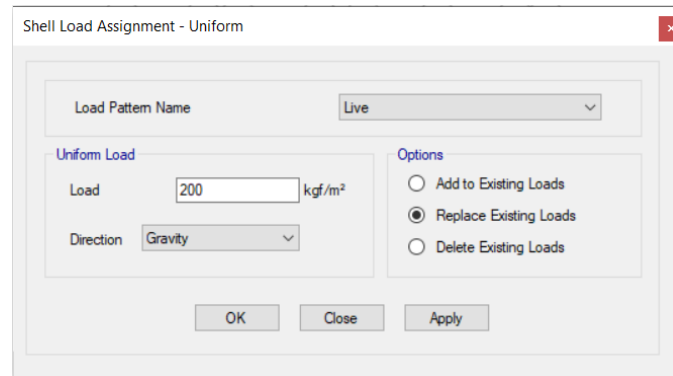 Shell Load Assignment - Uniform
Load Pattern Name Live
Uniform Load
Load 200 kgf/m²
Direction Gravity
Options
Add to Existing Loads
Replace Existing Loads
Delete Existing Loads
OK Close Apply